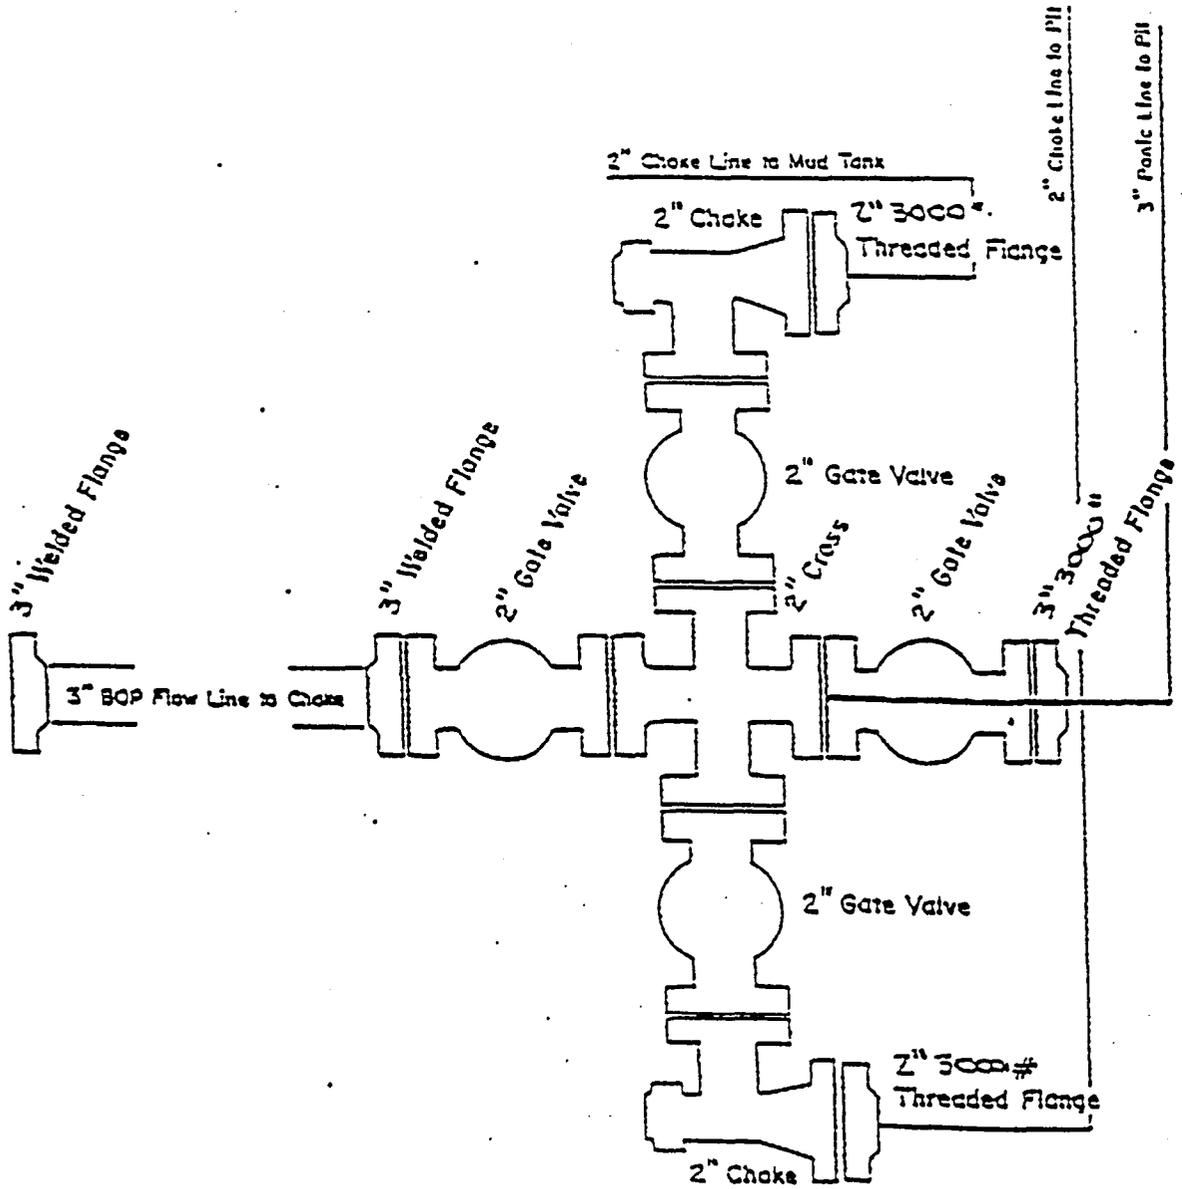 2" Choke Line to Pit
3" Panic Line to Pit
2" Choke Line to Mud Tank
2" Choke
2" 3000#
Threaded Flange
3" Welded Flange
3" Welded Flange
2" Gate Valve
2" Gate Valve
2" Cross
2" Gate Valve
3" 3000#
Threaded Flange
3" BOP Flow Line to Choke
2" Gate Valve
2" 3000#
Threaded Flange
2" Choke